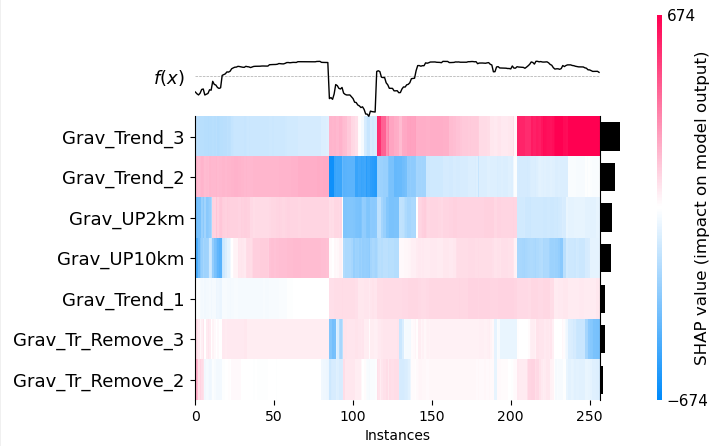 674
f(x)
Grav_Trend_3
Grav_Trend_2
Grav_UP2km
Grav_UP10km
Grav_Trend_1
Grav_Tr_Remove_3
Grav_Tr_Remove_2
0 50 100 150 200 250
Instances
−674
SHAP value (impact on model output)